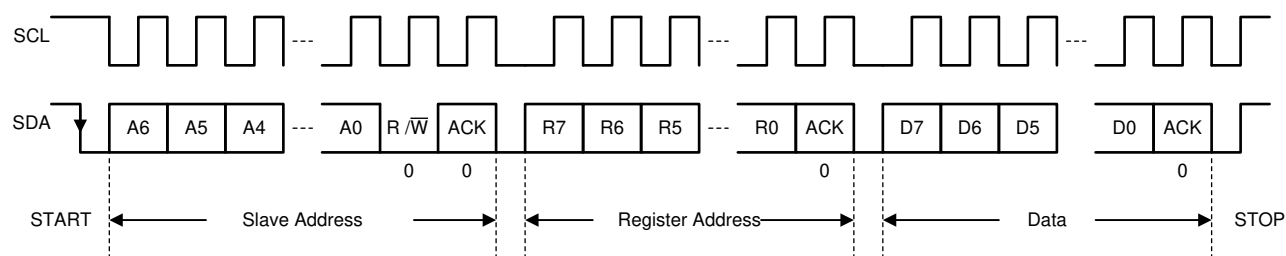 SCL --- --- ---
SDA A6 A5 A4 --- A0 R /W̅ ACK R7 R6 R5 --- R0 ACK D7 D6 D5 --- D0 ACK
0 0 0 0
START Slave Address Register Address Data STOP